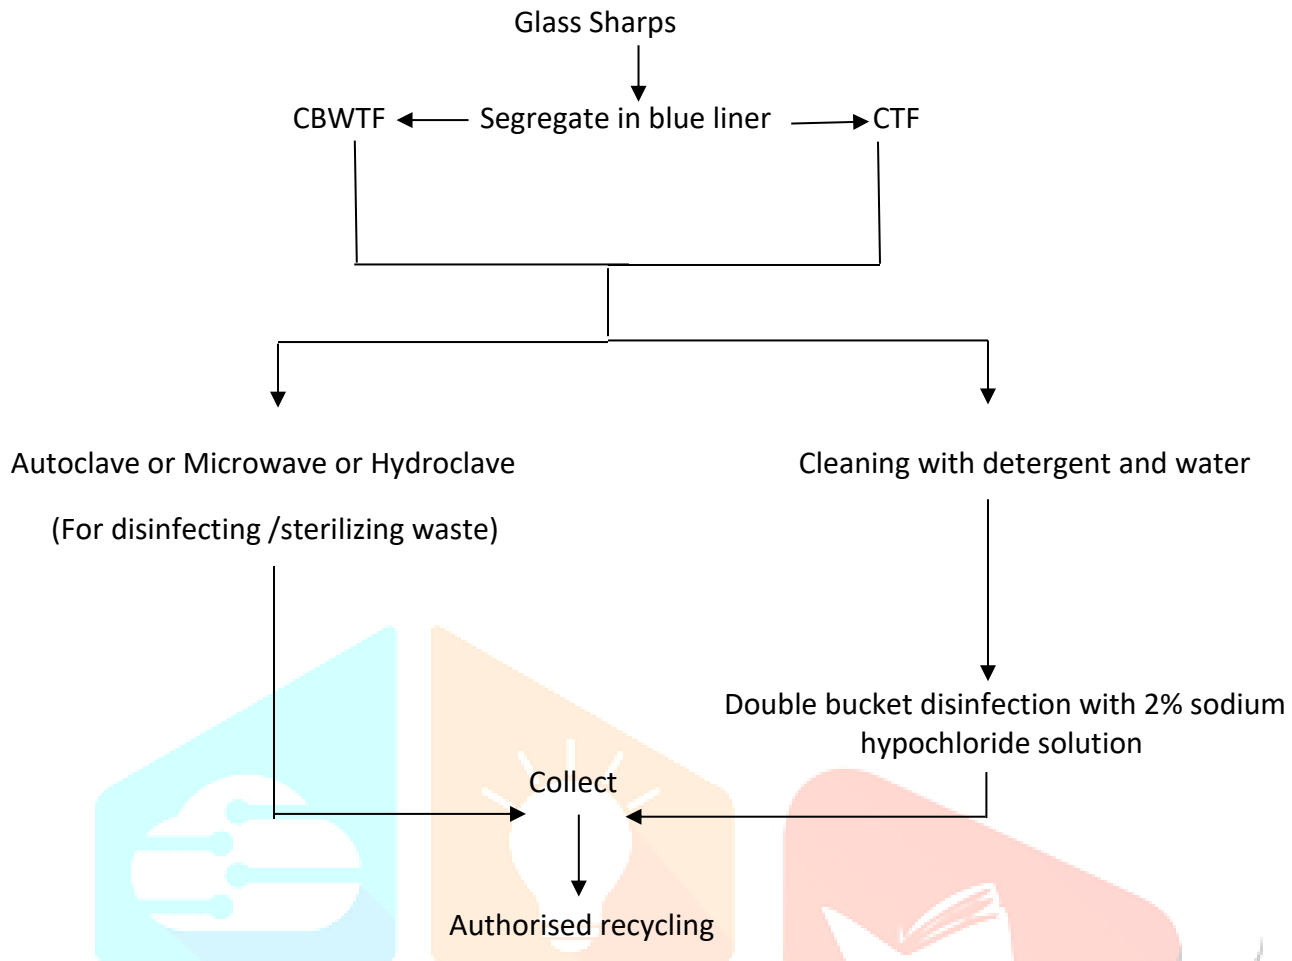 Glass Sharps
CBWTF
Segregate in blue liner
CTF
Autoclave or Microwave or Hydroclave
(For disinfecting /sterilizing waste)
Cleaning with detergent and water
Double bucket disinfection with 2% sodium
hypochloride solution
Collect
Authorised recycling